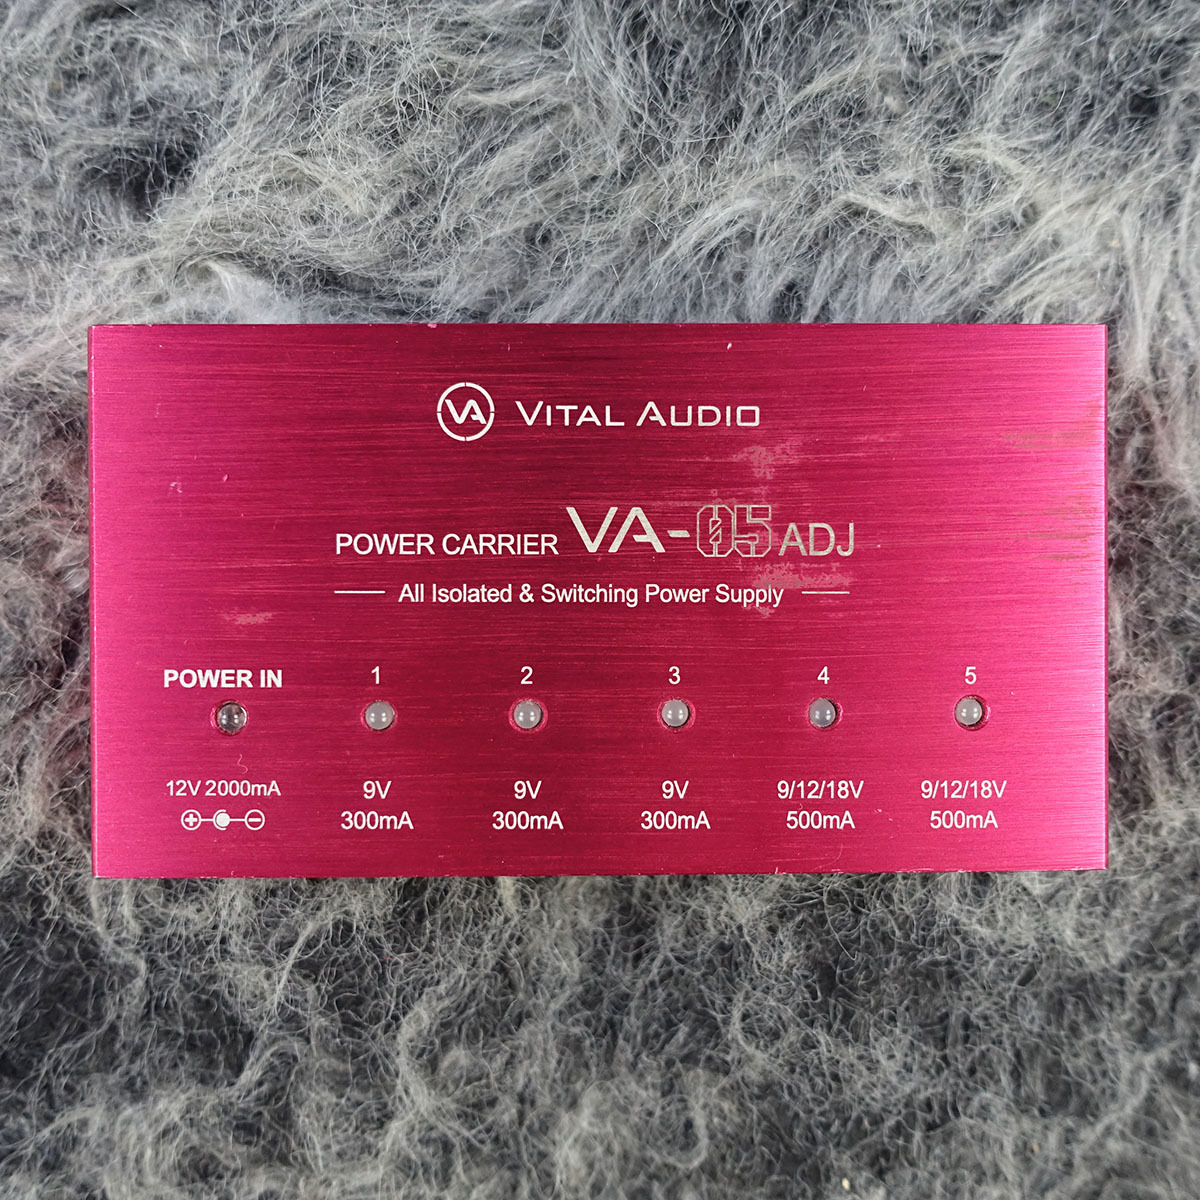 VA VITAL AUDIO
POWER CARRIER VA-05 ADJ
All Isolated & Switching Power Supply
POWER IN 1 2 3 4 5
12V 2000mA 9V 9V 9V 9/12/18V 9/12/18V
300mA 300mA 300mA 500mA 500mA